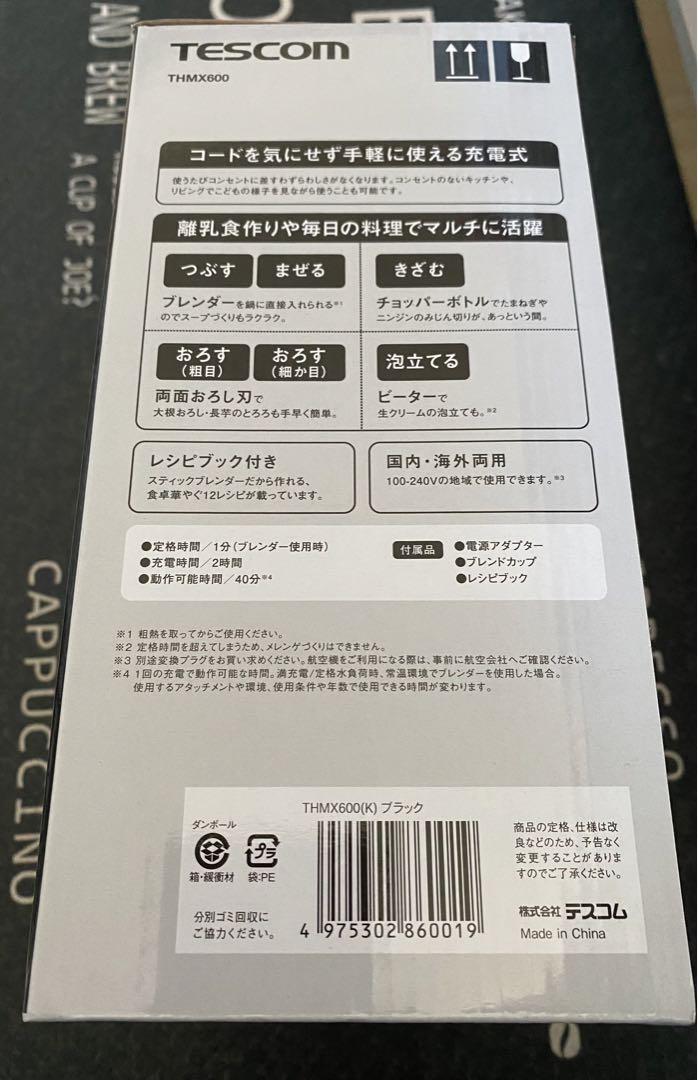 TESCOM
THMX600
コードを気にせず手軽に使える充電式
使うたびコンセントに差すわずらわしさがなくなります。コンセントのないキッチンや、
リビングでこどもの様子を見ながら使うことも可能です。
離乳食作りや毎日の料理でマルチに活躍
つぶす まぜる
ブレンダーを鍋に直接入れられる※1
のでスープづくりもラクラク。
きざむ
チョッパーボトルでたまねぎや
ニンジンのみじん切りが、あっという間。
おろす おろす
(粗目) (細か目)
両面おろし刃で
大根おろし・長芋のとろろも手早く簡単。
泡立てる
ビーターで
生クリームの泡立ても。※2
レシピブック付き
スティックブレンダーだから作れる、
食卓華やぐ12レシピが載っています。
国内・海外両用
100-240Vの地域で使用できます。※3
●定格時間/1分(ブレンダー使用時)
●充電時間/2時間
●動作可能時間/40分※4
付属品
●電源アダプター
●ブレンドカップ
●レシピブック
※1 粗熱を取ってからご使用ください。
※2 定格時間を超えてしまうため、メレンゲづくりはできません。
※3 別途変換プラグをお買い求めください。航空機をご利用になる際は、事前に航空会社へご確認ください。
※4 1回の充電で動作可能な時間。満充電/定格水負荷時、常温環境でブレンダーを使用した場合。
使用するアタッチメントや環境、使用条件や年数で使用できる時間が変わります。
THMX600(K) ブラック
ダンボール
プラ
箱・緩衝材 袋:PE
分別ゴミ回収に
ご協力ください。
4 975302 860019
商品の定格、仕様は改
良などのため、予告なく
変更することがありま
すのでご了承ください。
株式会社 テスコム
Made in China
AND BREW
A CUP OF JOE?
CAPPUCCINO